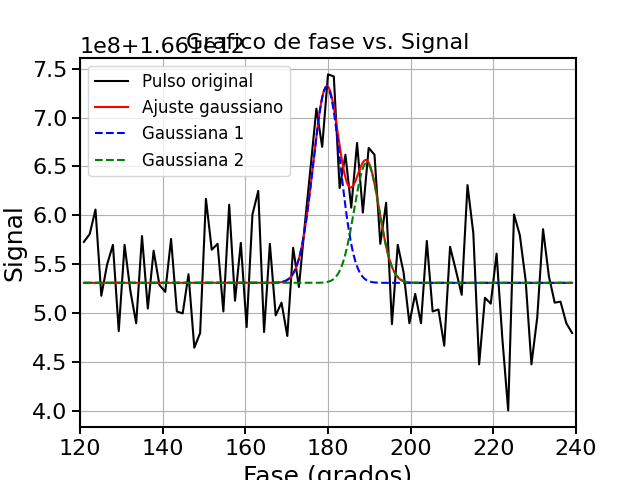 1e8+1.661e12
Grafico de fase vs. Signal
Pulso original
Ajuste gaussiano
Gaussiana 1
Gaussiana 2
7.5
7.0
6.5
6.0
5.5
5.0
4.5
4.0
Signal
120 140 160 180 200 220 240
Fase (grados)